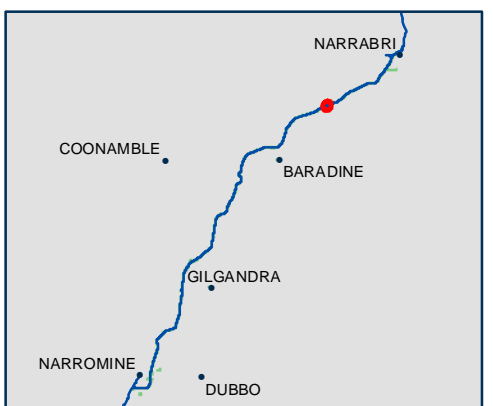 NARRABRI
COONAMBLE
BARADINE
GILGANDRA
NARROMINE
DUBBO